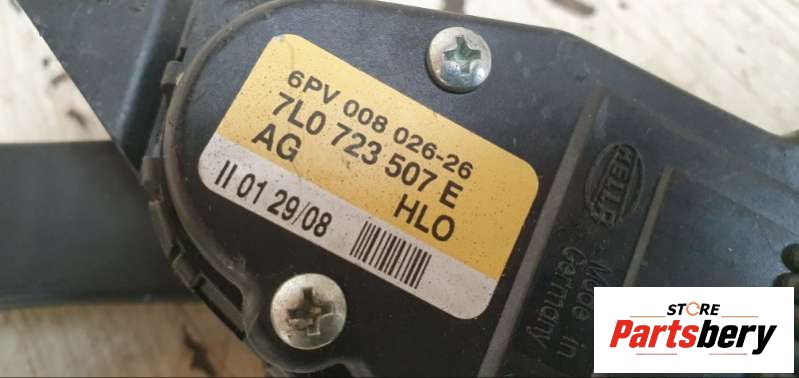 6PV 008 026-26
7L0 723 507 E
AG HLO
II 01 29/08
HELLA
Made in
Germany
STORE
Partsbery